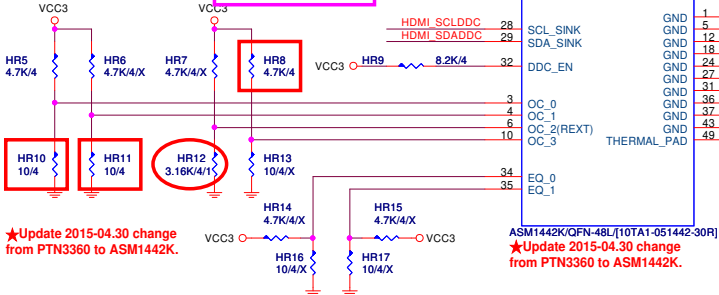 VCC3 VCC3
HDMI_SCLDDC 28 SCL_SINK GND 1
HDMI_SDADDC 29 SDA_SINK GND 5
GND 12
GND 18
HR5 4.7K/4
HR6 4.7K/4/X
HR7 4.7K/4/X
HR8 4.7K/4
VCC3 HR9 8.2K/4 32 DDC_EN GND 24
GND 27
GND 31
3 OC_0 GND 36
4 OC_1 GND 37
6 OC_2(REXT) GND 43
10 OC_3 THERMAL_PAD 49
HR10 10/4
HR11 10/4
HR12 3.16K/4/1
HR13 10/4/X
34 EQ_0
35 EQ_1
HR14 4.7K/4/X
HR15 4.7K/4/X
VCC3 VCC3
HR16 10/4/X
HR17 10/4/X
★Update 2015-04.30 change
from PTN3360 to ASM1442K.
ASM1442K/QFN-48L/[10TA1-051442-30R]
★Update 2015-04.30 change
from PTN3360 to ASM1442K.